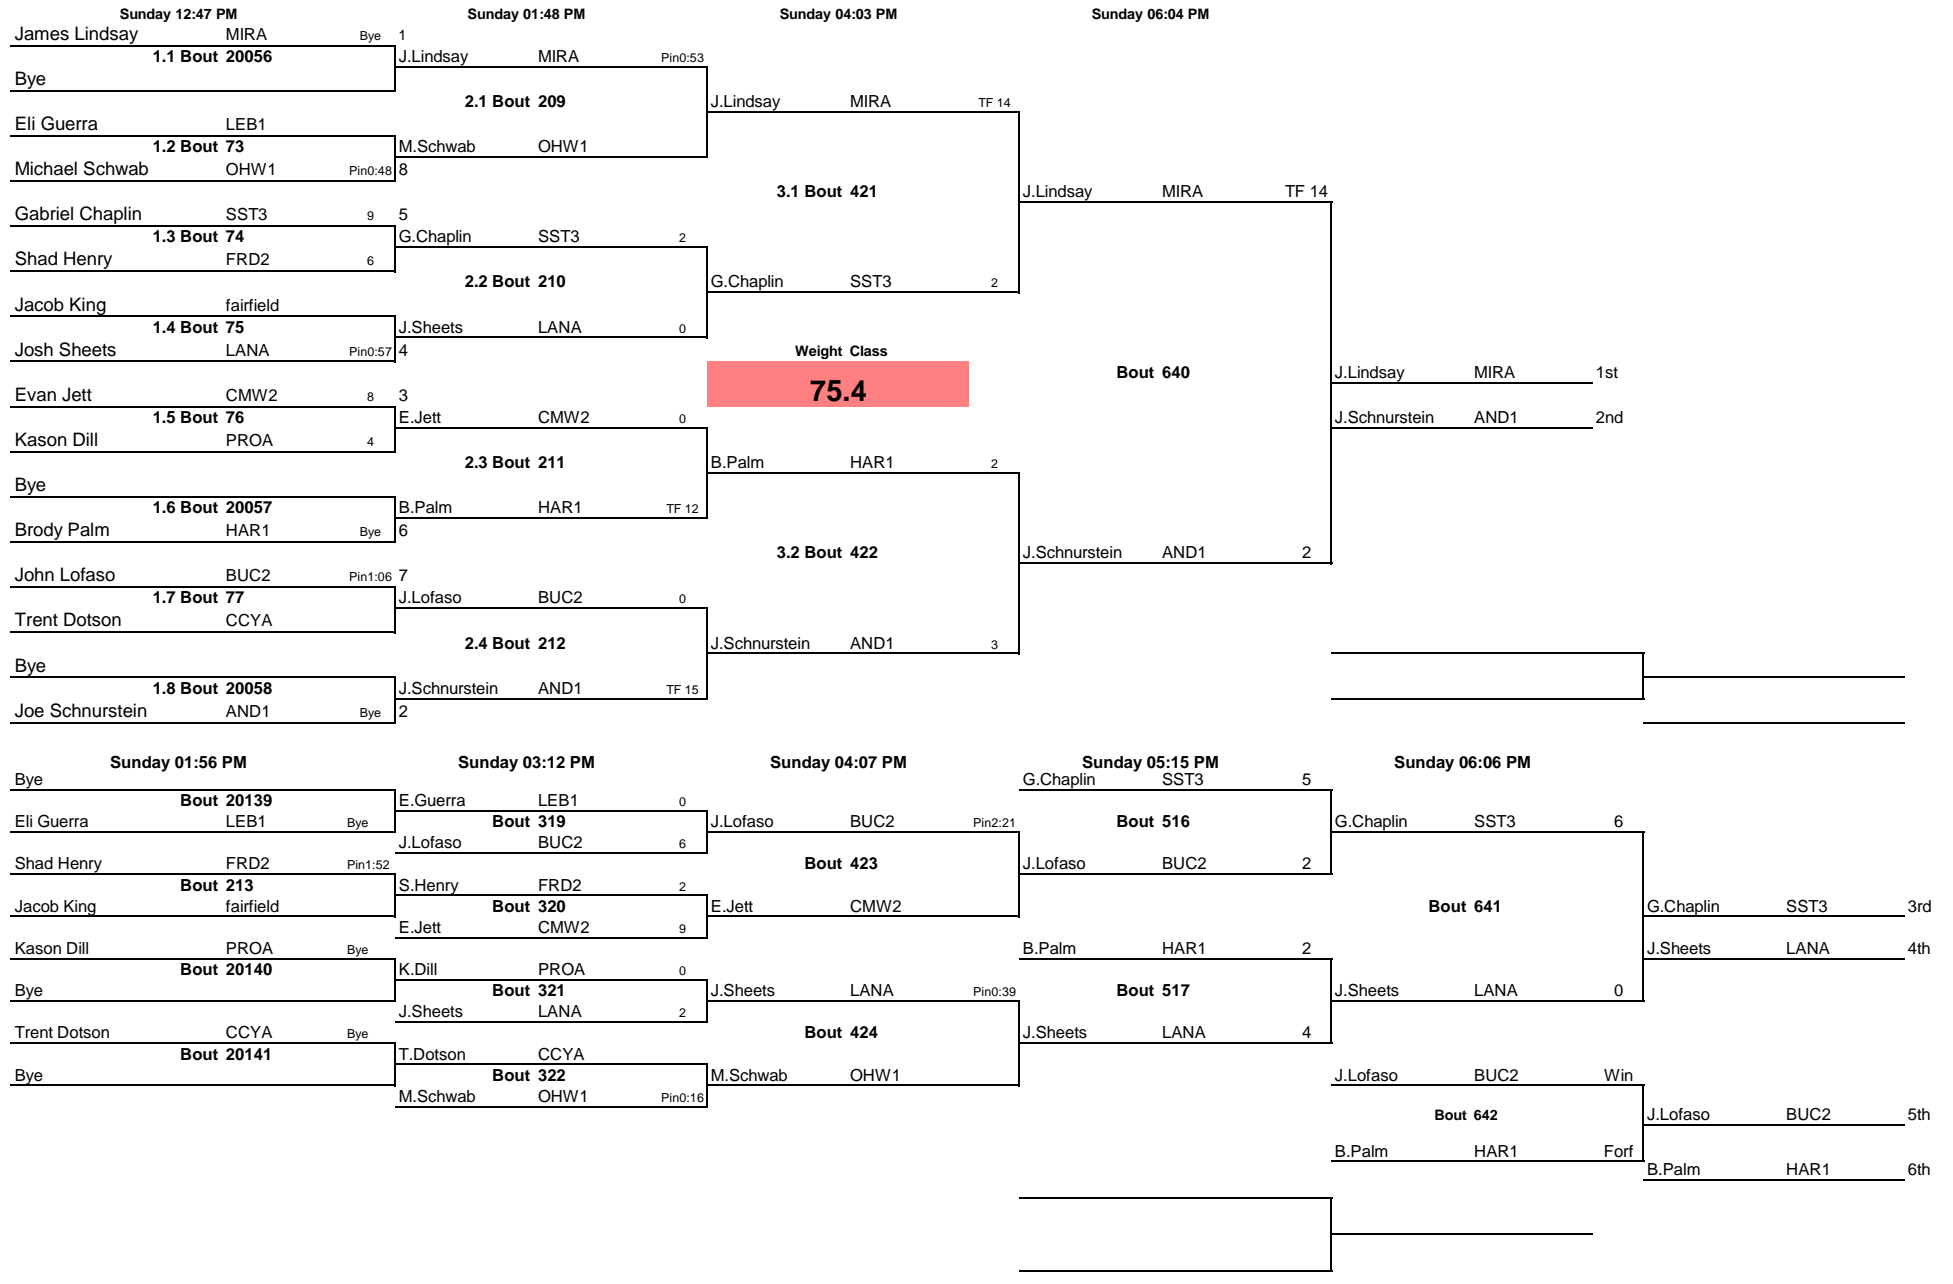 Sunday 12:47 PM Sunday 01:48 PM Sunday 04:03 PM Sunday 06:04 PM
James Lindsay MIRA Bye 1
1.1 Bout 20056 J.Lindsay MIRA Pin0:53
Bye
2.1 Bout 209 J.Lindsay MIRA TF 14
Eli Guerra LEB1
1.2 Bout 73 M.Schwab OHW1
Michael Schwab OHW1 Pin0:48 8
3.1 Bout 421 J.Lindsay MIRA TF 14
Gabriel Chaplin SST3 9 5
1.3 Bout 74 G.Chaplin SST3 2
Shad Henry FRD2 6
2.2 Bout 210 G.Chaplin SST3 2
Jacob King fairfield
1.4 Bout 75 J.Sheets LANA 0
Josh Sheets LANA Pin0:57 4 Weight Class
Bout 640 J.Lindsay MIRA 1st
Evan Jett CMW2 8 3 75.4
1.5 Bout 76 E.Jett CMW2 0 J.Schnurstein AND1 2nd
Kason Dill PROA 4
2.3 Bout 211 B.Palm HAR1 2
Bye
1.6 Bout 20057 B.Palm HAR1 TF 12
Brody Palm HAR1 Bye 6
3.2 Bout 422 J.Schnurstein AND1 2
John Lofaso BUC2 Pin1:06 7
1.7 Bout 77 J.Lofaso BUC2 0
Trent Dotson CCYA
2.4 Bout 212 J.Schnurstein AND1 3
Bye
1.8 Bout 20058 J.Schnurstein AND1 TF 15
Joe Schnurstein AND1 Bye 2
Sunday 01:56 PM Sunday 03:12 PM Sunday 04:07 PM Sunday 05:15 PM Sunday 06:06 PM
Bye G.Chaplin SST3 5
Bout 20139 E.Guerra LEB1 0
Eli Guerra LEB1 Bye Bout 319 J.Lofaso BUC2 Pin2:21 Bout 516 G.Chaplin SST3 6
J.Lofaso BUC2 6
Shad Henry FRD2 Pin1:52 Bout 423 J.Lofaso BUC2 2
Bout 213 S.Henry FRD2 2
Jacob King fairfield Bout 320 E.Jett CMW2 Bout 641 G.Chaplin SST3 3rd
E.Jett CMW2 9
Kason Dill PROA Bye B.Palm HAR1 2 J.Sheets LANA 4th
Bout 20140 K.Dill PROA 0
Bye Bout 321 J.Sheets LANA Pin0:39 Bout 517 J.Sheets LANA 0
J.Sheets LANA 2
Trent Dotson CCYA Bye Bout 424 J.Sheets LANA 4
Bout 20141 T.Dotson CCYA
Bye Bout 322 M.Schwab OHW1 J.Lofaso BUC2 Win
M.Schwab OHW1 Pin0:16
Bout 642 J.Lofaso BUC2 5th
B.Palm HAR1 Forf
B.Palm HAR1 6th